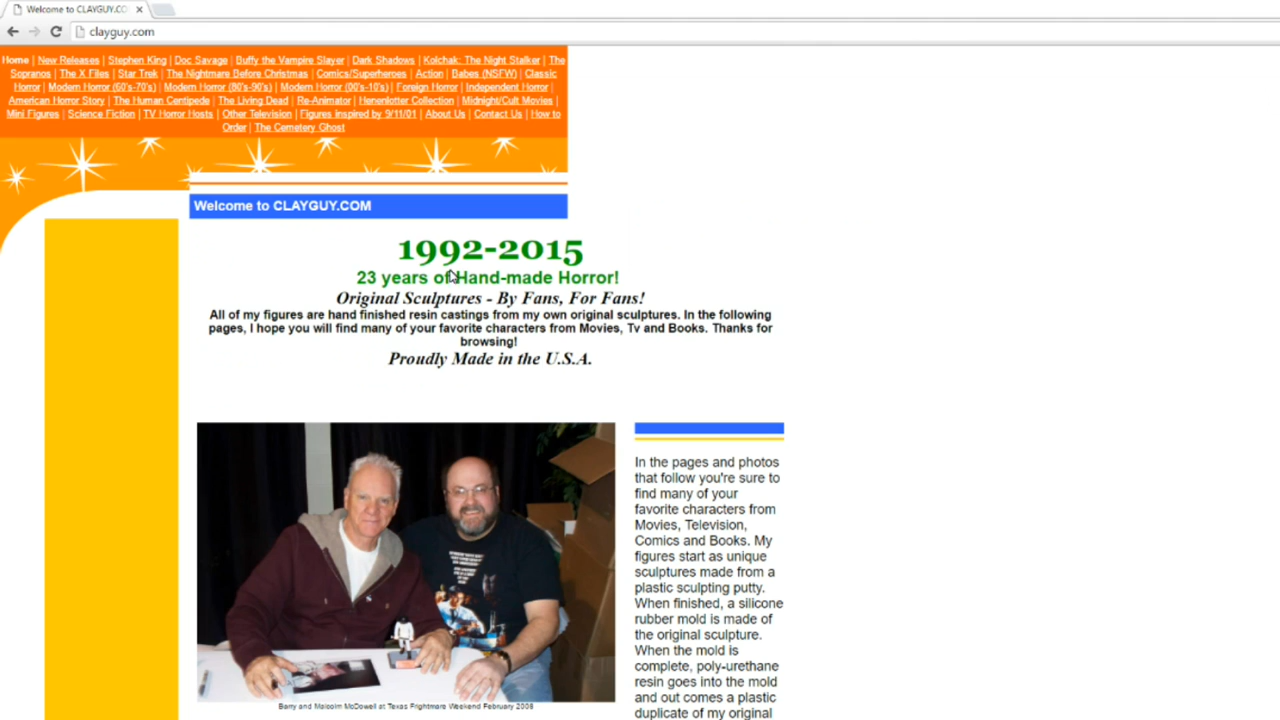 Welcome to CLAYGUY.CO
clayguy.com
Home | New Releases | Stephen King | Doc Savage | Buffy the Vampire Slayer | Dark Shadows | Kolchak: The Night Stalker | The
Sopranos | The X Files | Star Trek | The Nightmare Before Christmas | Comics/Superheroes | Action | Babes (NSFW) | Classic
Horror | Modern Horror (60's-70's) | Modern Horror (80's-90's) | Modern Horror (00's-10's) | Foreign Horror | Independent Horror |
American Horror Story | The Human Centipede | The Living Dead | Re-Animator | Henenlotter Collection | Midnight/Cult Movies |
Mini Figures | Science Fiction | TV Horror Hosts | Other Television | Figures inspired by 9/11/01 | About Us | Contact Us | How to
Order | The Cemetery Ghost
Welcome to CLAYGUY.COM
1992-2015
23 years of Hand-made Horror!
Original Sculptures - By Fans, For Fans!
All of my figures are hand finished resin castings from my own original sculptures. In the following
pages, I hope you will find many of your favorite characters from Movies, Tv and Books. Thanks for
browsing!
Proudly Made in the U.S.A.
Barry and Malcolm McDowell at Texas Frightmare Weekend February 2008
In the pages and photos
that follow you're sure to
find many of your
favorite characters from
Movies, Television,
Comics and Books. My
figures start as unique
sculptures made from a
plastic sculpting putty.
When finished, a silicone
rubber mold is made of
the original sculpture.
When the mold is
complete, poly-urethane
resin goes into the mold
and out comes a plastic
duplicate of my original